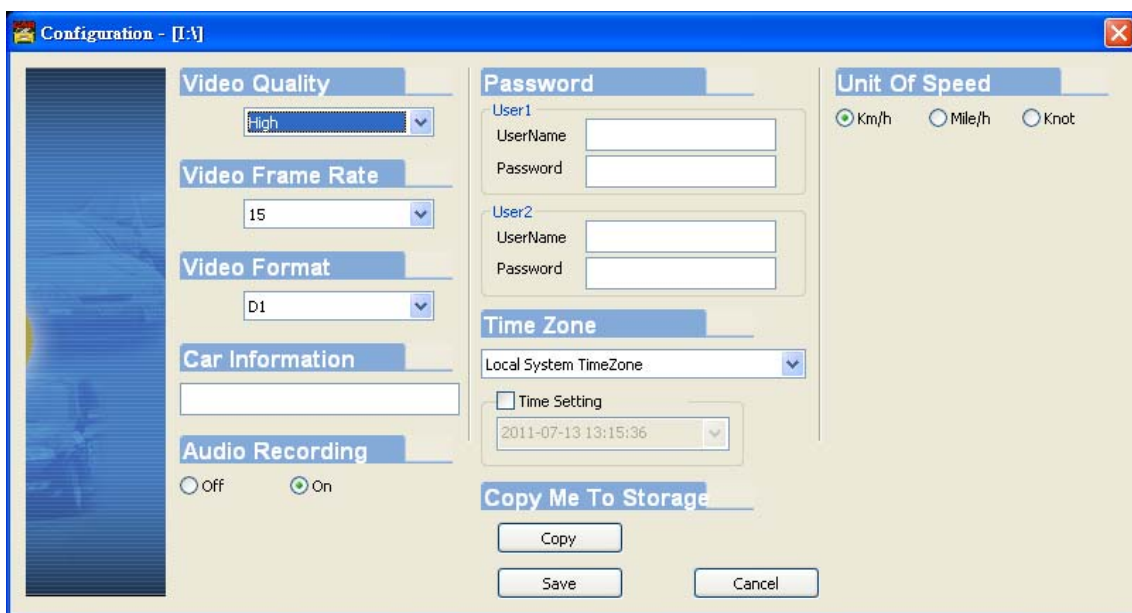 Configuration - [I:\]
Video Quality
High
Video Frame Rate
15
Video Format
D1
Car Information
Audio Recording
Off
On
Password
User1
UserName
Password
User2
UserName
Password
Time Zone
Local System TimeZone
Time Setting
2011-07-13 13:15:36
Copy Me To Storage
Copy
Save
Cancel
Unit Of Speed
Km/h
Mile/h
Knot